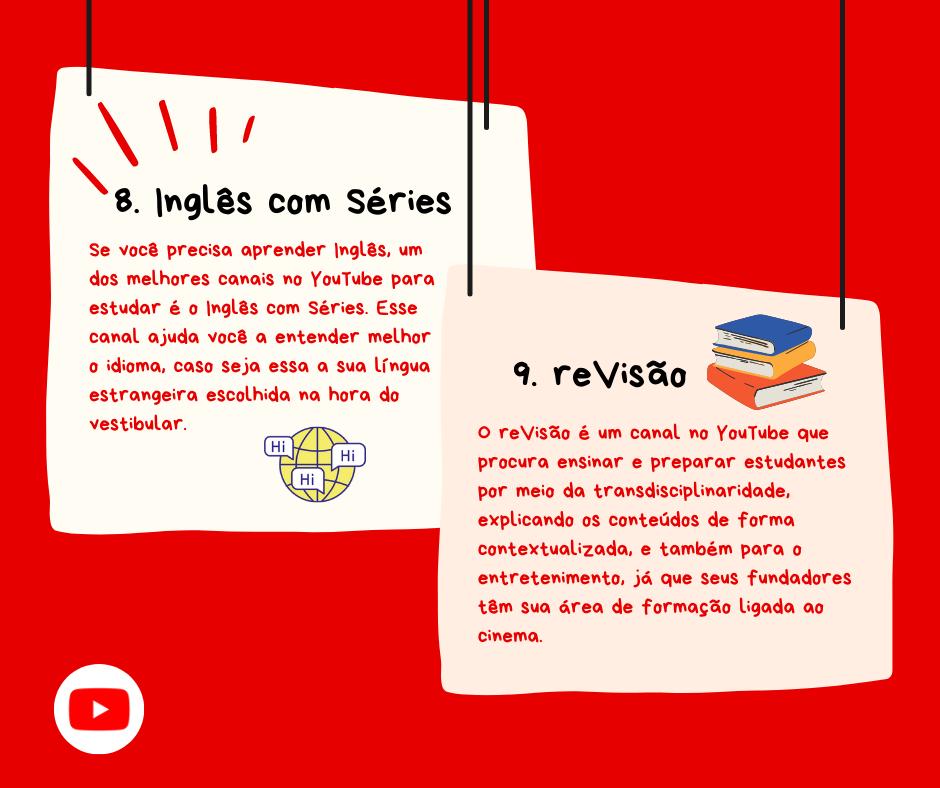 8. Inglês com Séries
Se você precisa aprender Inglês, um
dos melhores canais no YouTube para
estudar é o Inglês com Séries. Esse
canal ajuda você a entender melhor
o idioma, caso seja essa a sua língua
estrangeira escolhida na hora do
vestibular.
Hi
Hi
Hi
9. reVisão
O reVisão é um canal no YouTube que
procura ensinar e preparar estudantes
por meio da transdisciplinaridade,
explicando os conteúdos de forma
contextualizada, e também para o
entretenimento, já que seus fundadores
têm sua área de formação ligada ao
cinema.